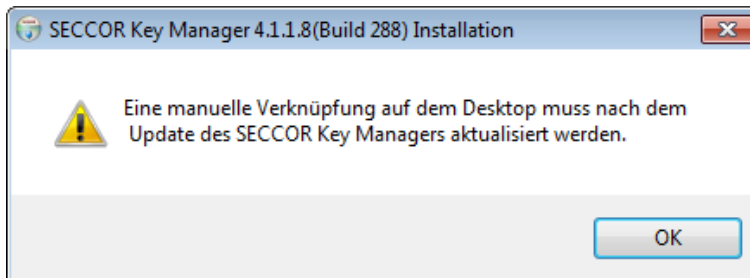 SECCOR Key Manager 4.1.1.8(Build 288) Installation
Eine manuelle Verknüpfung auf dem Desktop muss nach dem
Update des SECCOR Key Managers aktualisiert werden.
OK